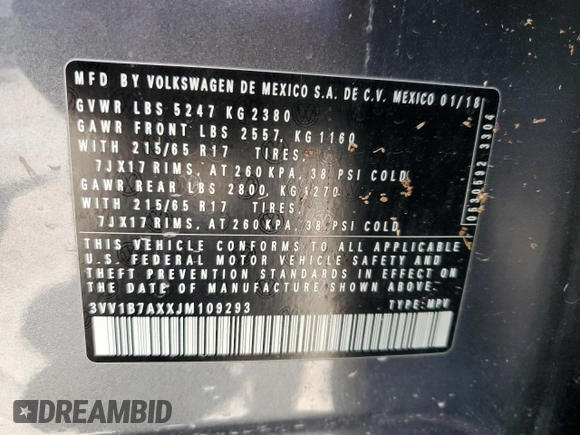 MFD BY VOLKSWAGEN DE MEXICO S.A. DE C.V. MEXICO 01/18
GVWR LBS 5247 KG 2380
GAWR FRONT LBS 2557, KG 1160
WITH 215/65 R17 TIRES,
7JX17 RIMS, AT 260 KPA, 38 PSI COLD
GAWR REAR LBS 2800, KG 1270
WITH 215/65 R17 TIRES,
7JX17 RIMS, AT 260 KPA, 38 PSI COLD
THIS VEHICLE CONFORMS TO ALL APPLICABLE
U.S. FEDERAL MOTOR VEHICLE SAFETY AND
THEFT PREVENTION STANDARDS IN EFFECT ON
THE DATE OF MANUFACTURE SHOWN ABOVE.
3VV1B7AXXJM109293 TYPE: MPV
0530592 3304
DREAMBID